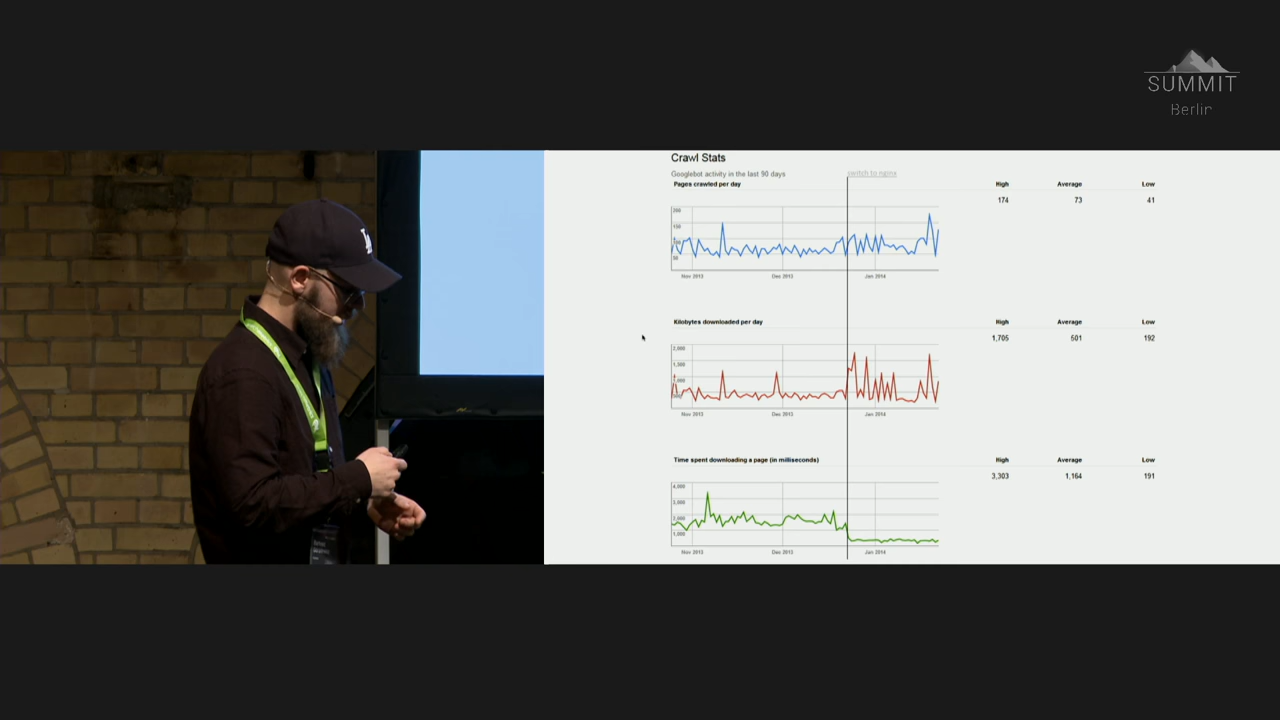 SUMMIT
Berlin
Crawl Stats
Googlebot activity in the last 90 days
switch to nginx
Pages crawled per day
High Average Low
174 73 41
200
150
100
50
Nov 2013 Dec 2013 Jan 2014
Kilobytes downloaded per day
High Average Low
1,705 501 192
2,000
1,500
1,000
500
Nov 2013 Dec 2013 Jan 2014
Time spent downloading a page (in milliseconds)
High Average Low
3,303 1,164 191
4,000
3,000
2,000
1,000
Nov 2013 Dec 2013 Jan 2014
LA